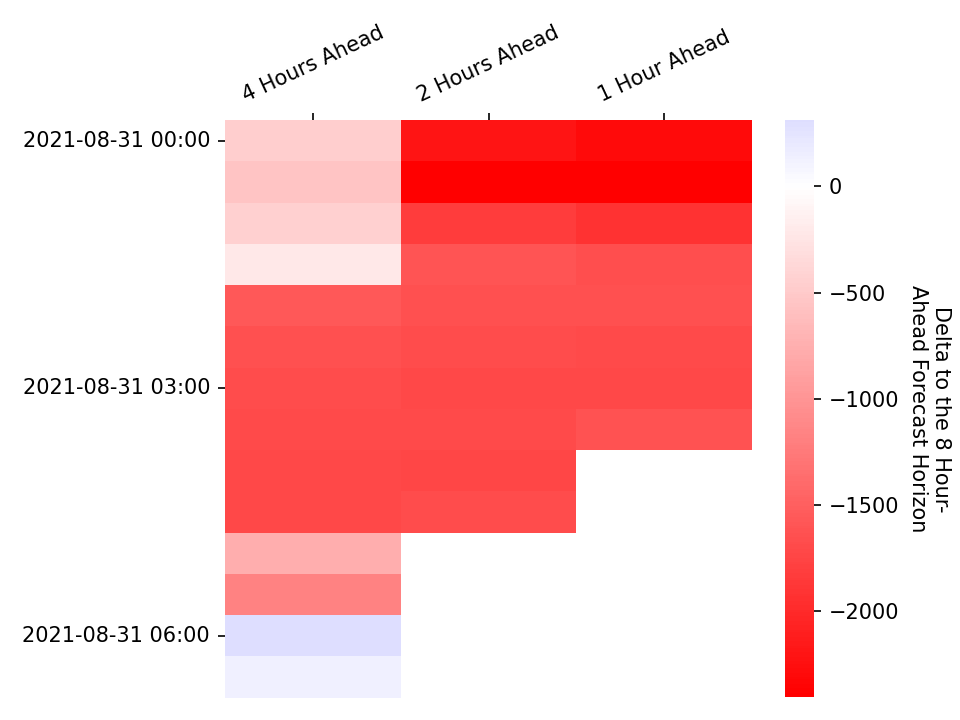 4 Hours Ahead
2 Hours Ahead
1 Hour Ahead
2021-08-31 00:00
2021-08-31 03:00
2021-08-31 06:00
0
−500
−1000
−1500
−2000
Delta to the 8 Hour-
Ahead Forecast Horizon